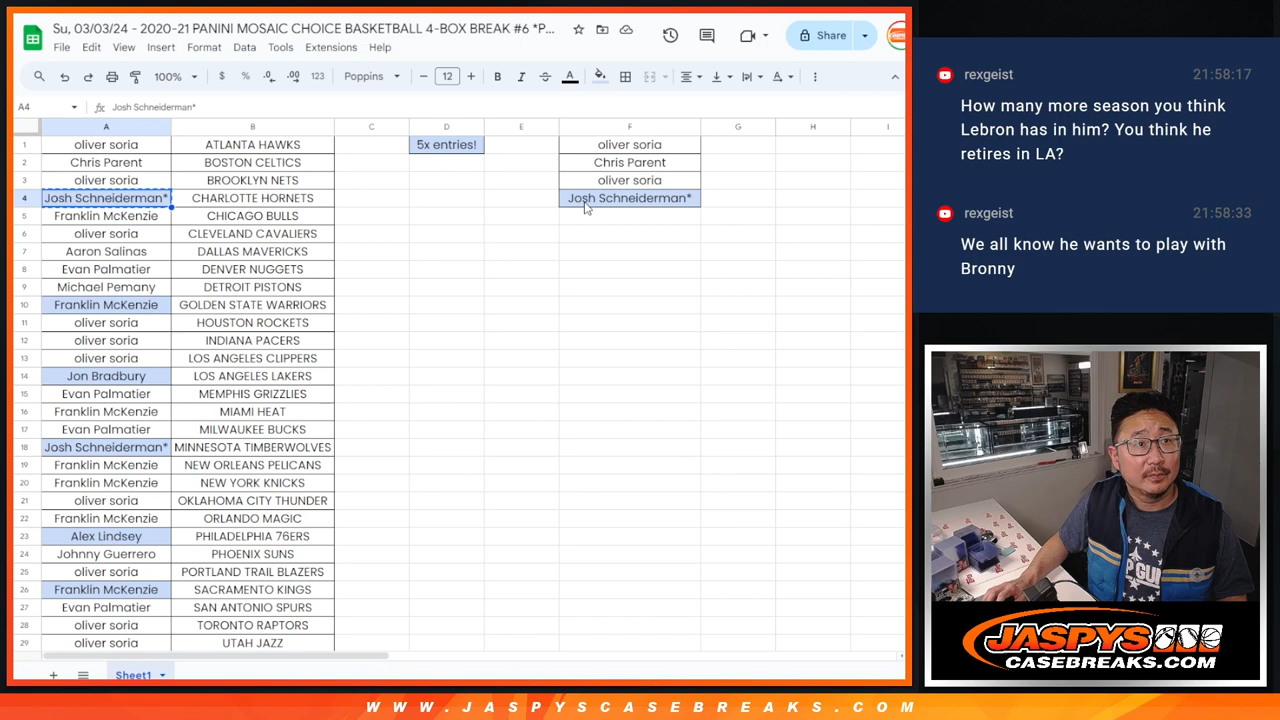 Su, 03/03/24 - 2020-21 PANINI MOSAIC CHOICE BASKETBALL 4-BOX BREAK #6 *P...
File Edit View Insert Format Data Tools Extensions Help
Share
100% $ % .0 .00 123 Poppins 12 B I S A
A4 fx Josh Schneiderman*
A B C D E F G H I
1 oliver soria ATLANTA HAWKS 5x entries! oliver soria
2 Chris Parent BOSTON CELTICS Chris Parent
3 oliver soria BROOKLYN NETS oliver soria
4 Josh Schneiderman* CHARLOTTE HORNETS Josh Schneiderman*
5 Franklin McKenzie CHICAGO BULLS
6 oliver soria CLEVELAND CAVALIERS
7 Aaron Salinas DALLAS MAVERICKS
8 Evan Palmatier DENVER NUGGETS
9 Michael Pemany DETROIT PISTONS
10 Franklin McKenzie GOLDEN STATE WARRIORS
11 oliver soria HOUSTON ROCKETS
12 oliver soria INDIANA PACERS
13 oliver soria LOS ANGELES CLIPPERS
14 Jon Bradbury LOS ANGELES LAKERS
15 Evan Palmatier MEMPHIS GRIZZLIES
16 Franklin McKenzie MIAMI HEAT
17 Evan Palmatier MILWAUKEE BUCKS
18 Josh Schneiderman* MINNESOTA TIMBERWOLVES
19 Franklin McKenzie NEW ORLEANS PELICANS
20 Franklin McKenzie NEW YORK KNICKS
21 oliver soria OKLAHOMA CITY THUNDER
22 Franklin McKenzie ORLANDO MAGIC
23 Alex Lindsey PHILADELPHIA 76ERS
24 Johnny Guerrero PHOENIX SUNS
25 oliver soria PORTLAND TRAIL BLAZERS
26 Franklin McKenzie SACRAMENTO KINGS
27 Evan Palmatier SAN ANTONIO SPURS
28 oliver soria TORONTO RAPTORS
29 oliver soria UTAH JAZZ
Sheet1
rexgeist 21:58:17
How many more season you think
Lebron has in him? You think he
retires in LA?
rexgeist 21:58:33
We all know he wants to play with
Bronny
JASPYS
CASEBREAKS.COM
WWW.JASPYSCASEBREAKS.COM